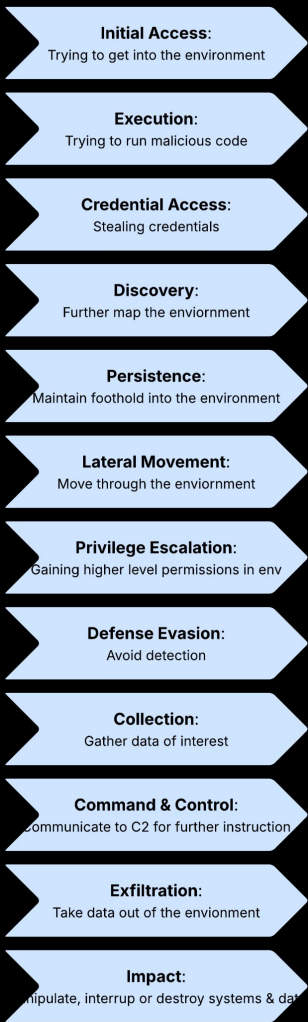 Initial Access:
Trying to get into the environment
Execution:
Trying to run malicious code
Credential Access:
Stealing credentials
Discovery:
Further map the enviornment
Persistence:
Maintain foothold into the environment
Lateral Movement:
Move through the enviornment
Privilege Escalation:
Gaining higher level permissions in env
Defense Evasion:
Avoid detection
Collection:
Gather data of interest
Command & Control:
Communicate to C2 for further instruction
Exfiltration:
Take data out of the envionment
Impact:
nipulate, interrup or destroy systems & dat